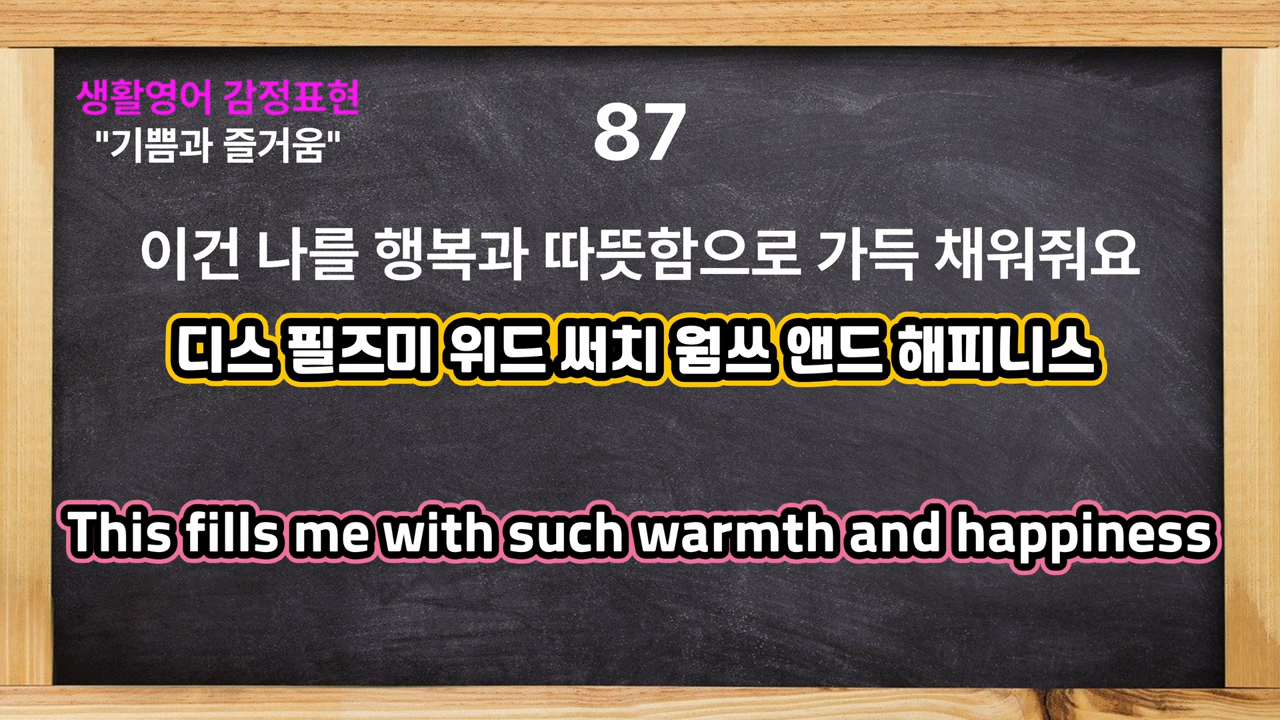 생활영어 감정표현
"기쁨과 즐거움"
87
이건 나를 행복과 따뜻함으로 가득 채워줘요
디스 필즈미 위드 써치 웜쓰 앤드 해피니스
This fills me with such warmth and happiness